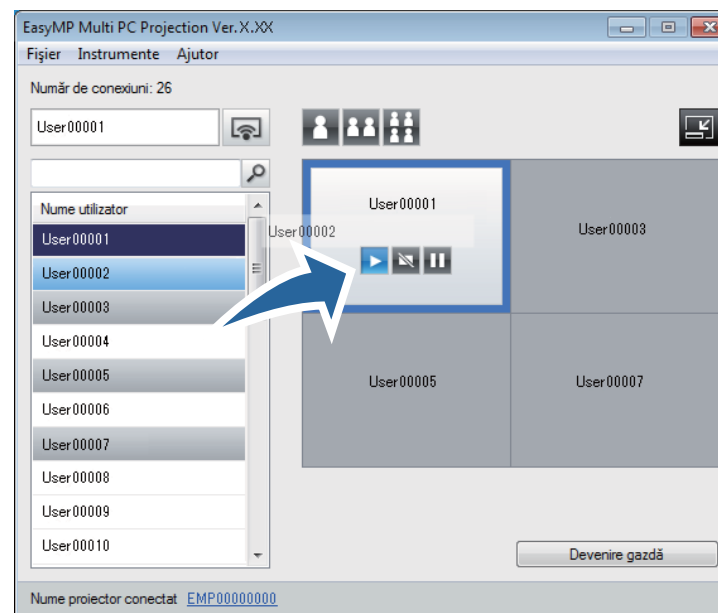 EasyMP Multi PC Projection Ver.X.XX
Fişier Instrumente Ajutor
Număr de conexiuni: 26
User00001
Nume utilizator
User00001
User00002
User00003
User00004
User00005
User00006
User00007
User00008
User00009
User00010
User00002
User00001
User00003
User00005
User00007
Devenire gazdă
Nume proiector conectat EMP00000000